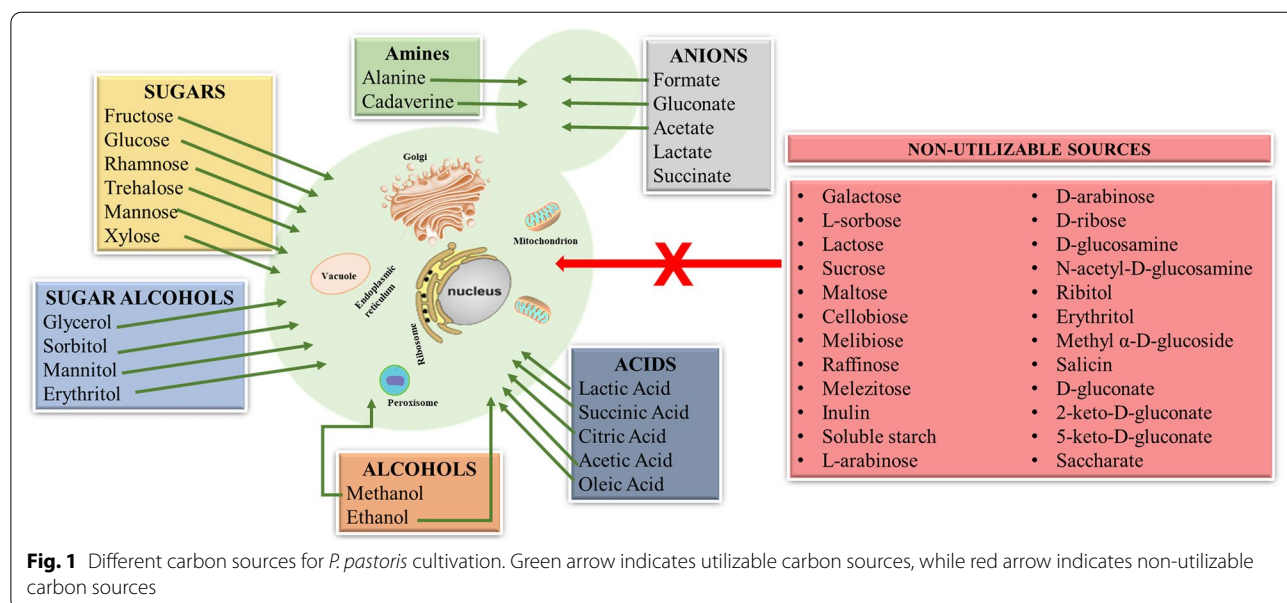 Amines
Alanine
Cadaverine
ANIONS
Formate
Gluconate
Acetate
Lactate
Succinate
SUGARS
Fructose
Glucose
Rhamnose
Trehalose
Mannose
Xylose
SUGAR ALCOHOLS
Glycerol
Sorbitol
Mannitol
Erythritol
Golgi
Mitochondrion
Vacuole
Endoplasmic
reticulum
nucleus
Ribosome
Peroxisome
ALCOHOLS
Methanol
Ethanol
ACIDS
Lactic Acid
Succinic Acid
Citric Acid
Acetic Acid
Oleic Acid
X
NON-UTILIZABLE SOURCES
• Galactose
• L-sorbose
• Lactose
• Sucrose
• Maltose
• Cellobiose
• Melibiose
• Raffinose
• Melezitose
• Inulin
• Soluble starch
• L-arabinose
• D-arabinose
• D-ribose
• D-glucosamine
• N-acetyl-D-glucosamine
• Ribitol
• Erythritol
• Methyl α-D-glucoside
• Salicin
• D-gluconate
• 2-keto-D-gluconate
• 5-keto-D-gluconate
• Saccharate
Fig. 1 Different carbon sources for P. pastoris cultivation. Green arrow indicates utilizable carbon sources, while red arrow indicates non-utilizable
carbon sources